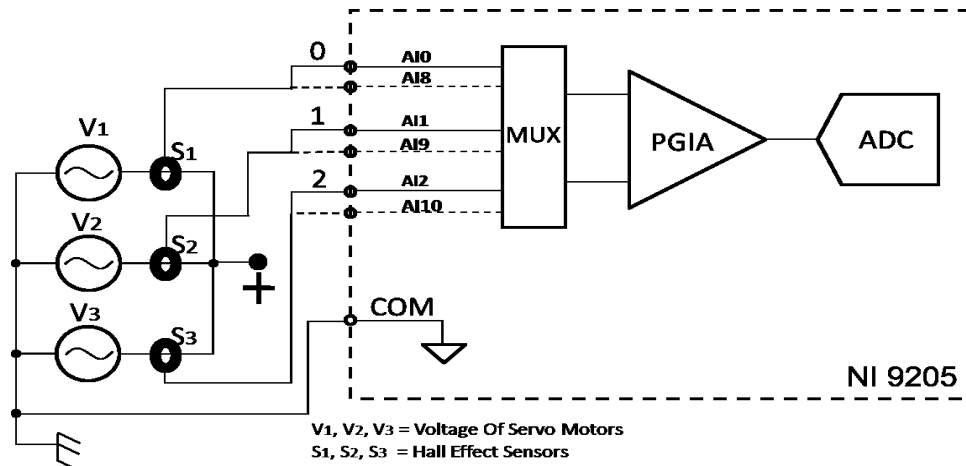 0
AI0
AI8
V1
S1
1
AI1
AI9
MUX
PGIA
ADC
V2
S2
2
AI2
AI10
+
V3
S3
COM
NI 9205
V1, V2, V3 = Voltage Of Servo Motors
S1, S2, S3 = Hall Effect Sensors